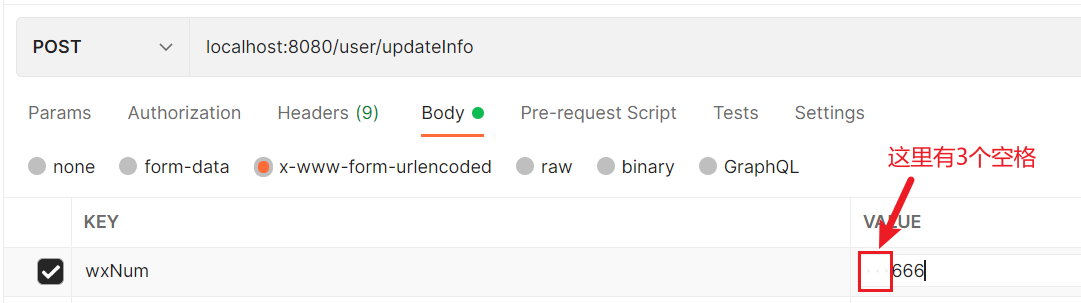 POST
localhost:8080/user/updateInfo
Params Authorization Headers (9) Body Pre-request Script Tests Settings
none form-data x-www-form-urlencoded raw binary GraphQL
这里有3个空格
KEY VALUE
wxNum ···666